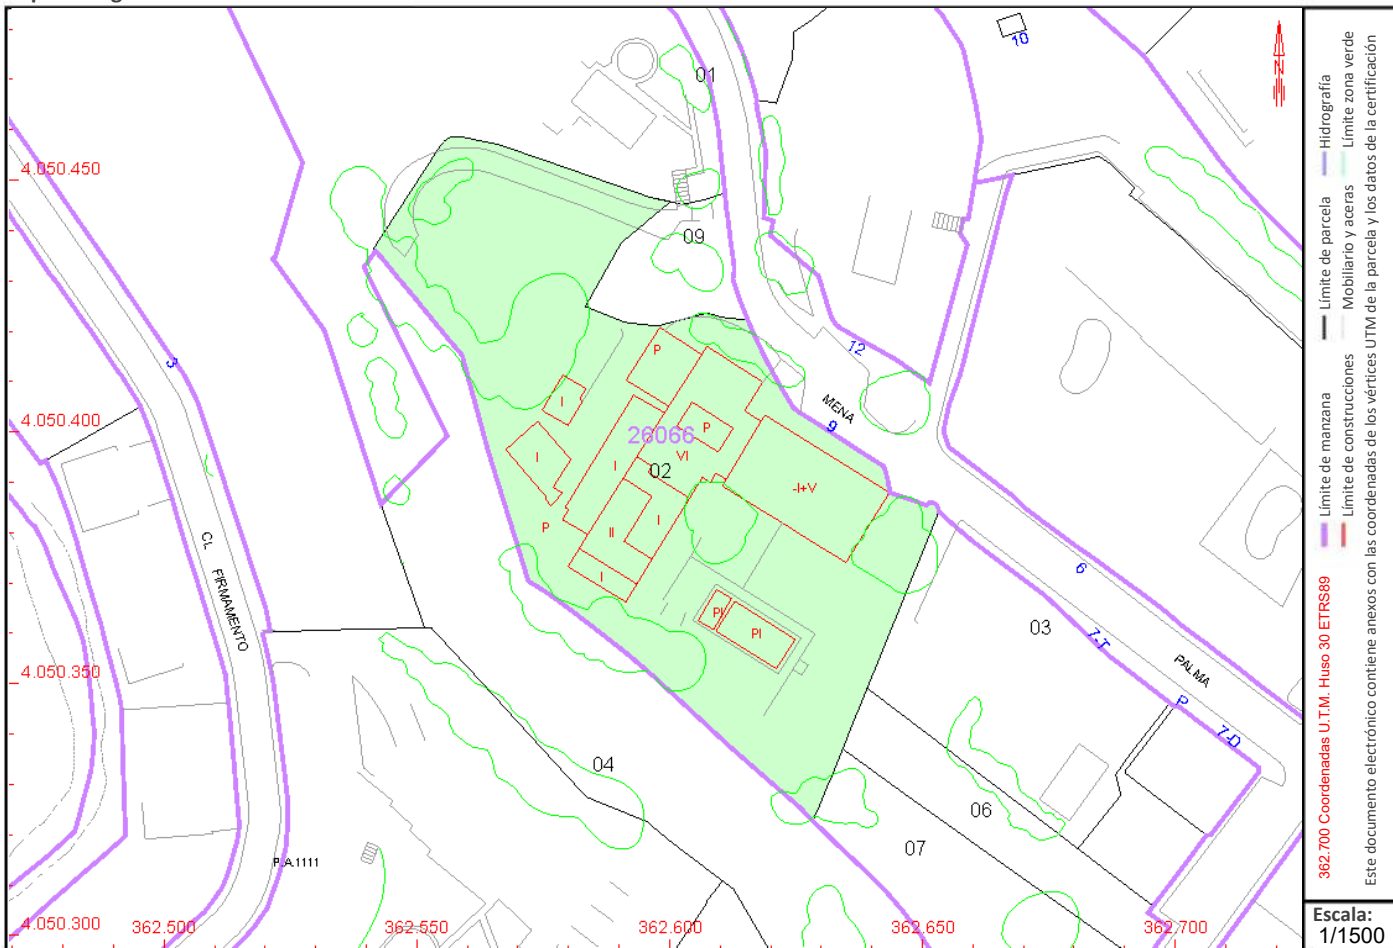 01
10
N
4.050.450
09
3
12
P
I
MENA
4.050.400
9
26066
P
VI
02
I
I
-I+V
P
I
II
CL FIRMAMENTO
I
6
PI
PI
03
7-T
PALMA
4.050.350
P
7-D
04
06
07
P.A.1111
4.050.300
362.500
362.550
362.600
362.650
362.700
362.700 Coordenadas U.T.M. Huso 30 ETRS89
Límite de manzana
Límite de parcela
Hidrografía
Límite de construcciones
Mobiliario y aceras
Límite zona verde
Este documento electrónico contiene anexos con las coordenadas de los vértices UTM de la parcela y los datos de la certificación
Escala:
1/1500